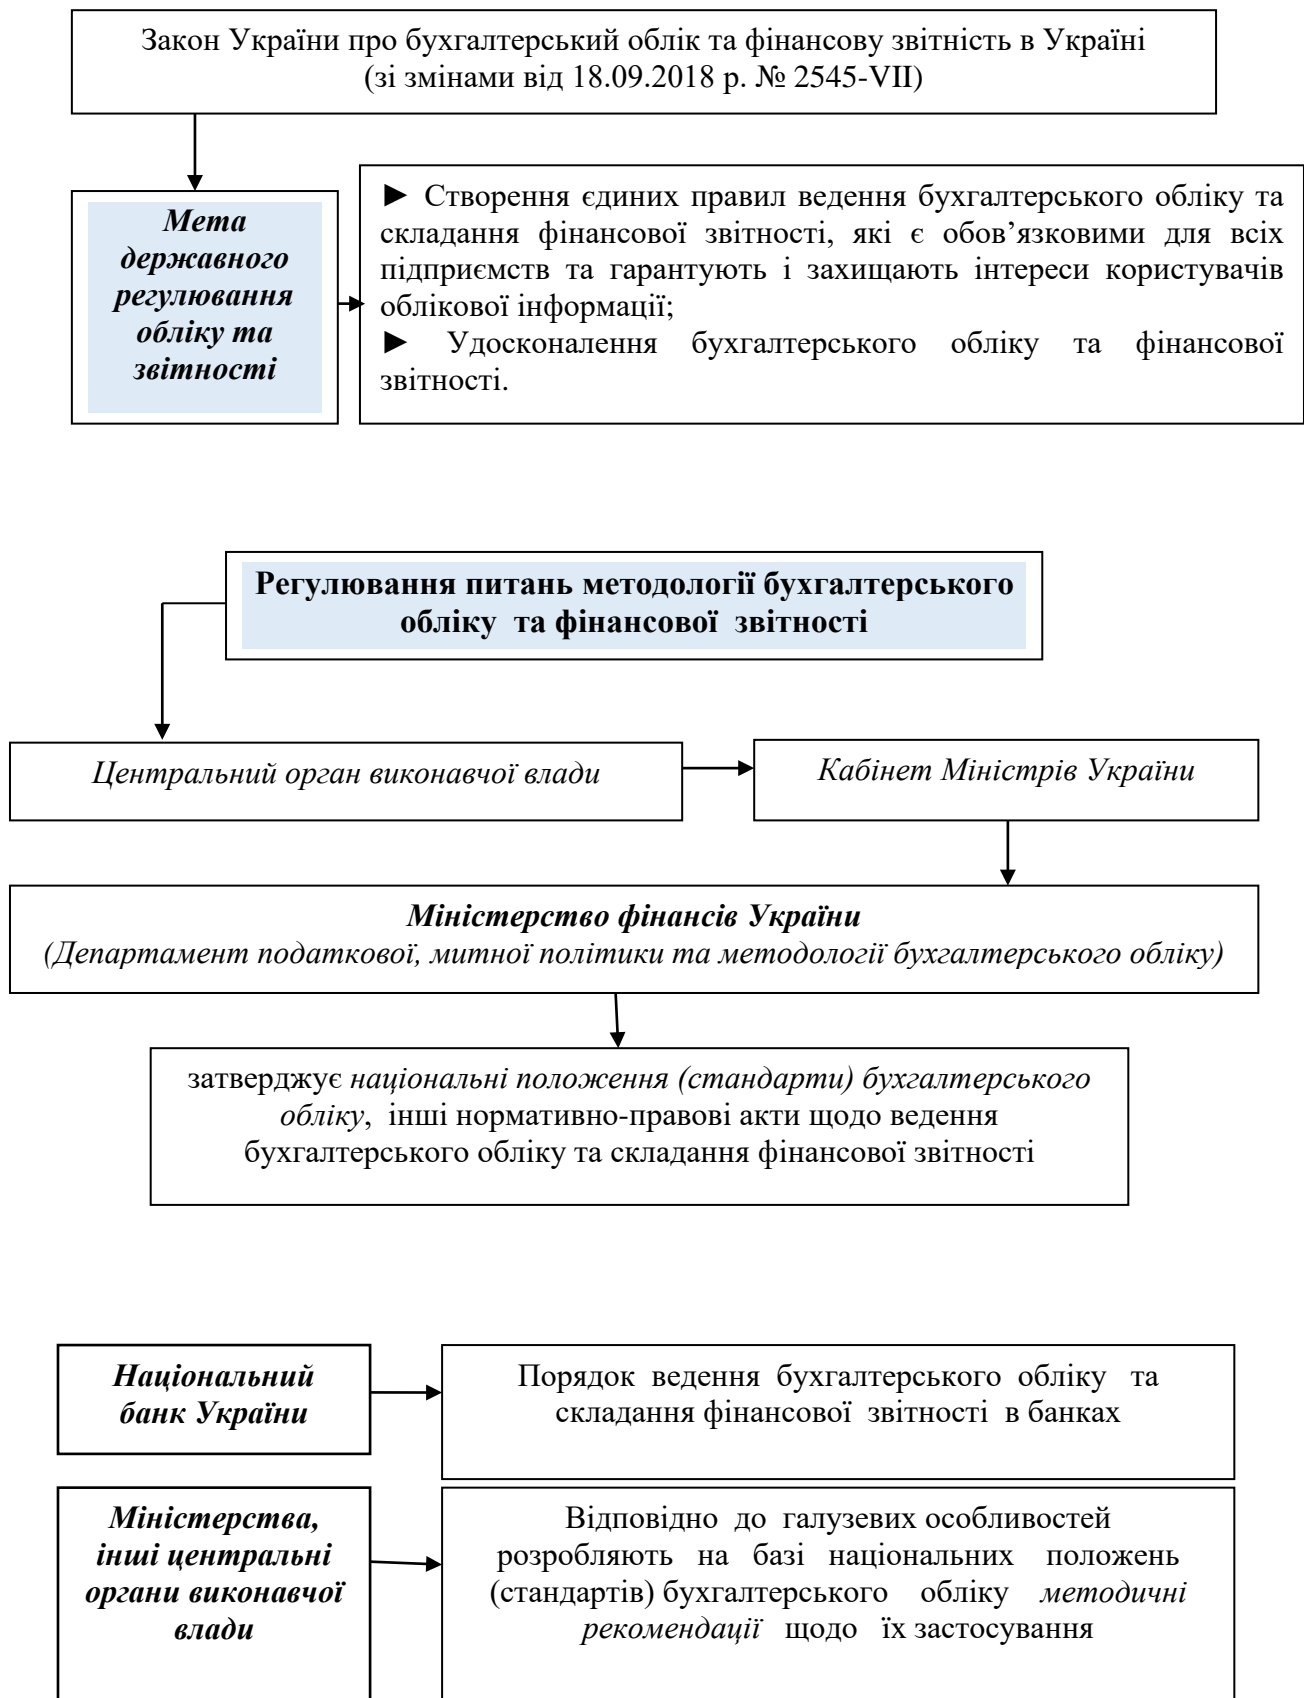 Закон України про бухгалтерський облік та фінансову звітність в Україні
(зі змінами від 18.09.2018 р. № 2545-VII)
Мета
державного
регулювання
обліку та
звітності
► Створення єдиних правил ведення бухгалтерського обліку та
складання фінансової звітності, які є обов’язковими для всіх
підприємств та гарантують і захищають інтереси користувачів
облікової інформації;
► Удосконалення бухгалтерського обліку та фінансової
звітності.
Регулювання питань методології бухгалтерського
обліку та фінансової звітності
Центральний орган виконавчої влади
Кабінет Міністрів України
Міністерство фінансів України
(Департамент податкової, митної політики та методології бухгалтерського обліку)
затверджує національні положення (стандарти) бухгалтерського
обліку, інші нормативно-правові акти щодо ведення
бухгалтерського обліку та складання фінансової звітності
Національний
банк України
Порядок ведення бухгалтерського обліку та
складання фінансової звітності в банках
Міністерства,
інші центральні
органи виконавчої
влади
Відповідно до галузевих особливостей
розробляють на базі національних положень
(стандартів) бухгалтерського обліку методичні
рекомендації щодо їх застосування